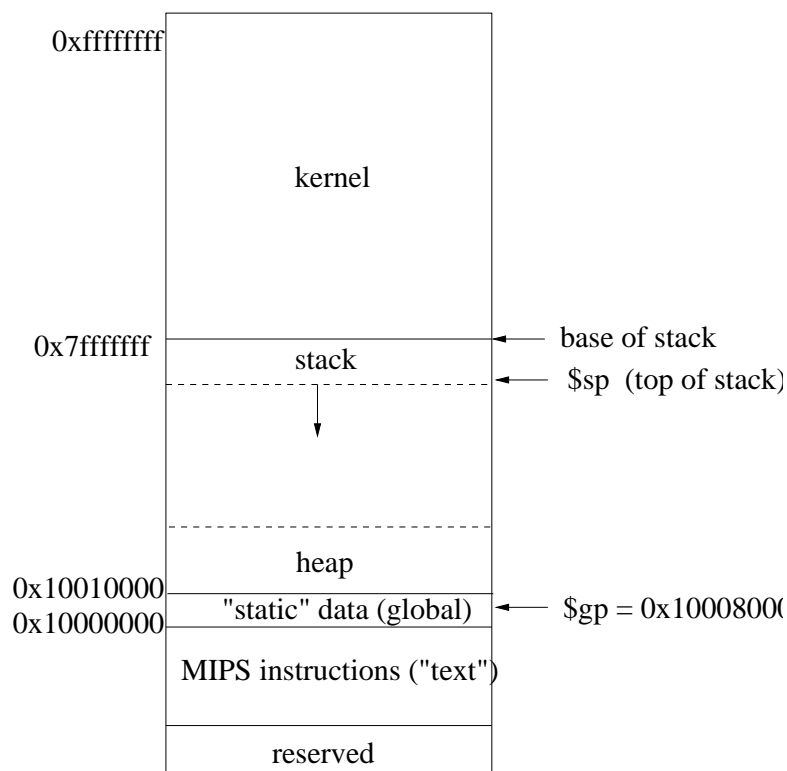 0xffffffff
kernel
0x7fffffff
base of stack
stack
$sp (top of stack)
heap
0x10010000
"static" data (global)
$gp = 0x10008000
0x10000000
MIPS instructions ("text")
reserved